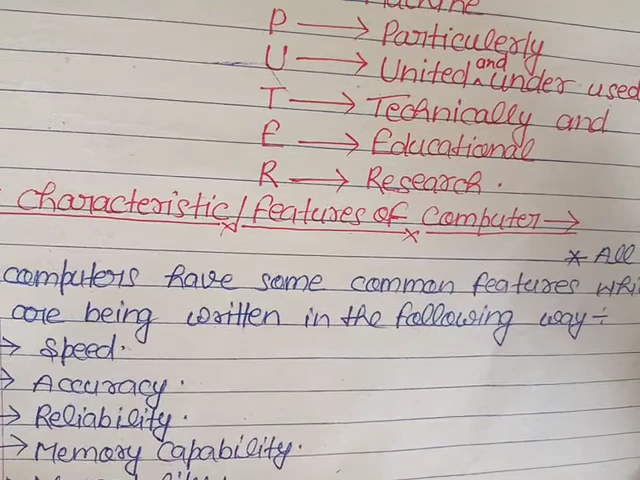 Machine
P → Particulerly
U → United and under used
T → Technically and
E → Educational
R → Research.
Characteristic/features of computer →
* All
computers have some common features
are being written in the following way ÷
→ Speed.
→ Accuracy.
→ Reliability.
→ Memory Capability.